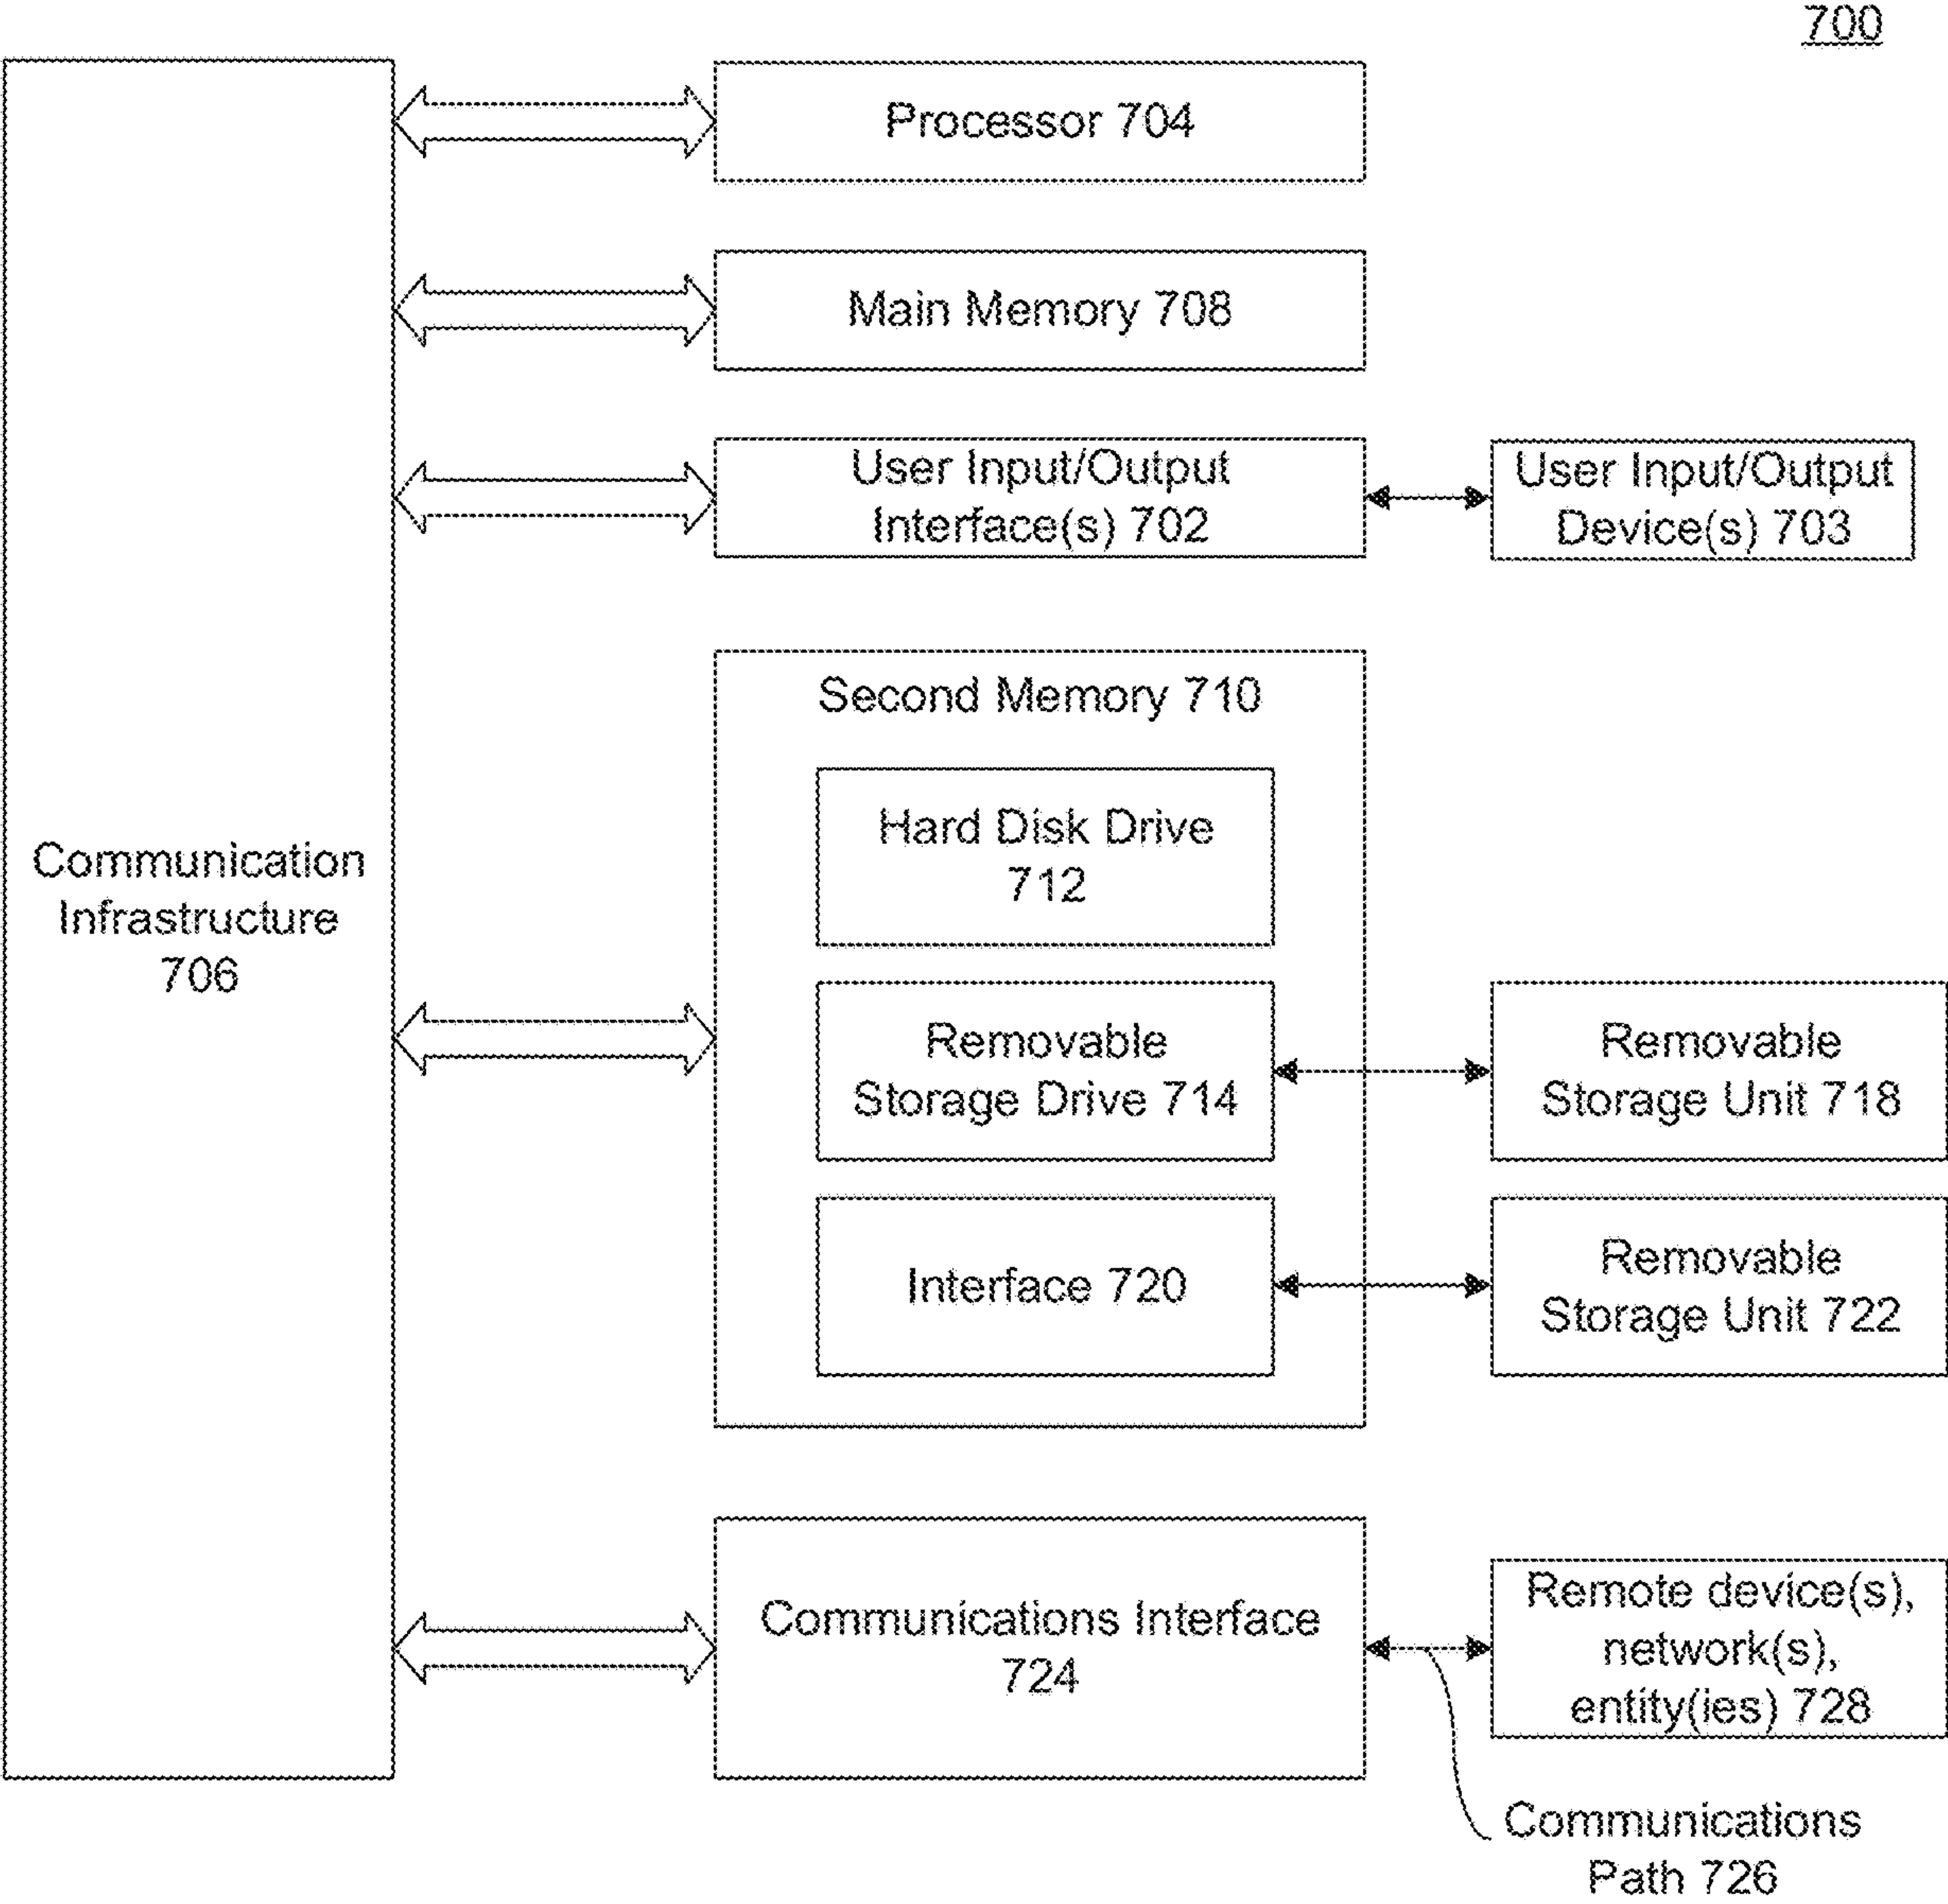 700
Processor 704
Main Memory 708
User Input/Output
Interface(s) 702
User Input/Output
Device(s) 703
Second Memory 710
Hard Disk Drive
712
Communication
Infrastructure
706
Removable
Storage Drive 714
Removable
Storage Unit 718
Interface 720
Removable
Storage Unit 722
Communications Interface
724
Remote device(s),
network(s),
entity(ies) 728
Communications
Path 726